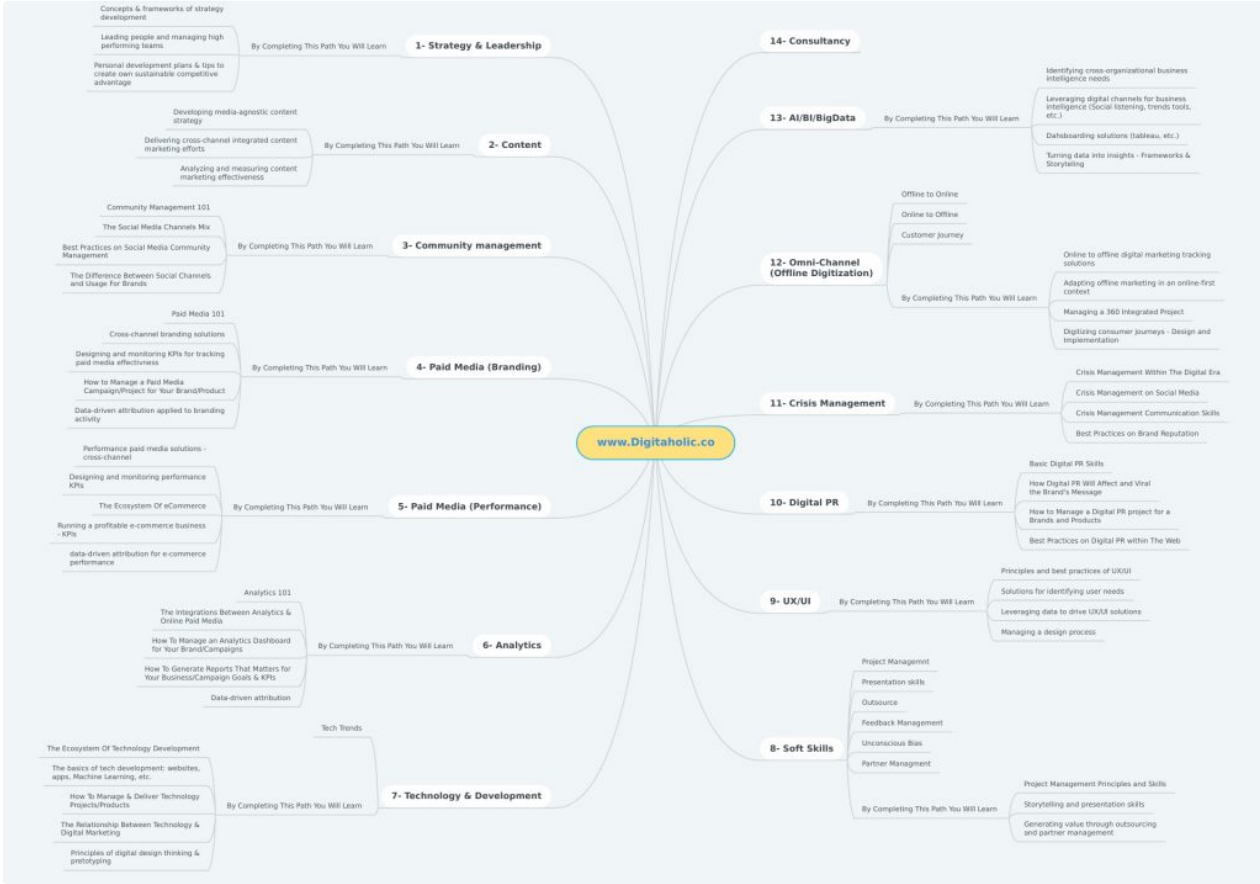 Concepts & frameworks of strategy
development
Leading people and managing high
performing teams
Personal development plans & tips to
create own sustainable competitive
advantage
By Completing This Path You Will Learn
1- Strategy & Leadership
Developing media-agnostic content
strategy
Delivering cross-channel integrated content
marketing efforts
Analyzing and measuring content
marketing effectiveness
By Completing This Path You Will Learn
2- Content
Community Management 101
The Social Media Channels Mix
Best Practices on Social Media Community
Management
The Difference Between Social Channels
and Usage For Brands
By Completing This Path You Will Learn
3- Community management
Paid Media 101
Cross-channel branding solutions
Designing and monitoring KPIs for tracking
paid media effectivness
How to Manage a Paid Media
Campaign/Project for Your Brand/Product
Data-driven attribution applied to branding
activity
By Completing This Path You Will Learn
4- Paid Media (Branding)
Performance paid media solutions -
cross-channel
Designing and monitoring performance
KPIs
The Ecosystem Of eCommerce
Running a profitable e-commerce business
- KPIs
data-driven attribution for e-commerce
performance
By Completing This Path You Will Learn
5- Paid Media (Performance)
Analytics 101
The Integrations Between Analytics &
Online Paid Media
How To Manage an Analytics Dashboard
for Your Brand/Campaigns
How To Generate Reports That Matters for
Your Business/Campaign Goals & KPIs
Data-driven attribution
By Completing This Path You Will Learn
6- Analytics
Tech Trends
The Ecosystem Of Technology Development
The basics of tech development: websites,
apps, Machine Learning, etc.
How To Manage & Deliver Technology
Projects/Products
The Relationship Between Technology &
Digital Marketing
Principles of digital design thinking &
pretotyping
By Completing This Path You Will Learn
7- Technology & Development
www.Digitaholic.co
14- Consultancy
13- AI/BI/BigData
By Completing This Path You Will Learn
Identifying cross-organizational business
intelligence needs
Leveraging digital channels for business
intelligence (Social listening, trends tools,
etc.)
Dahsboarding solutions (tableau, etc.)
Turning data into insights - Frameworks &
Storyteling
12- Omni-Channel
(Offline Digitization)
Offline to Online
Online to Offline
Customer Journey
By Completing This Path You Will Learn
Online to offline digital marketing tracking
solutions
Adapting offline marketing in an online-first
context
Managing a 360 Integrated Project
Digitizing consumer journeys - Design and
Implementation
11- Crisis Management
By Completing This Path You Will Learn
Crisis Management Within The Digital Era
Crisis Management on Social Media
Crisis Management Communication Skills
Best Practices on Brand Reputation
10- Digital PR
By Completing This Path You Will Learn
Basic Digital PR Skills
How Digital PR Will Affect and Viral
the Brand's Message
How to Manage a Digital PR project for a
Brands and Products
Best Practices on Digital PR within The Web
9- UX/UI
By Completing This Path You Will Learn
Principles and best practices of UX/UI
Solutions for identifying user needs
Leveraging data to drive UX/UI solutions
Managing a design process
8- Soft Skills
Project Managemnt
Presentation skills
Outsource
Feedback Management
Unconscious Bias
Partner Managment
By Completing This Path You Will Learn
Project Management Principles and Skills
Storytelling and presentation skills
Generating value through outsourcing
and partner management